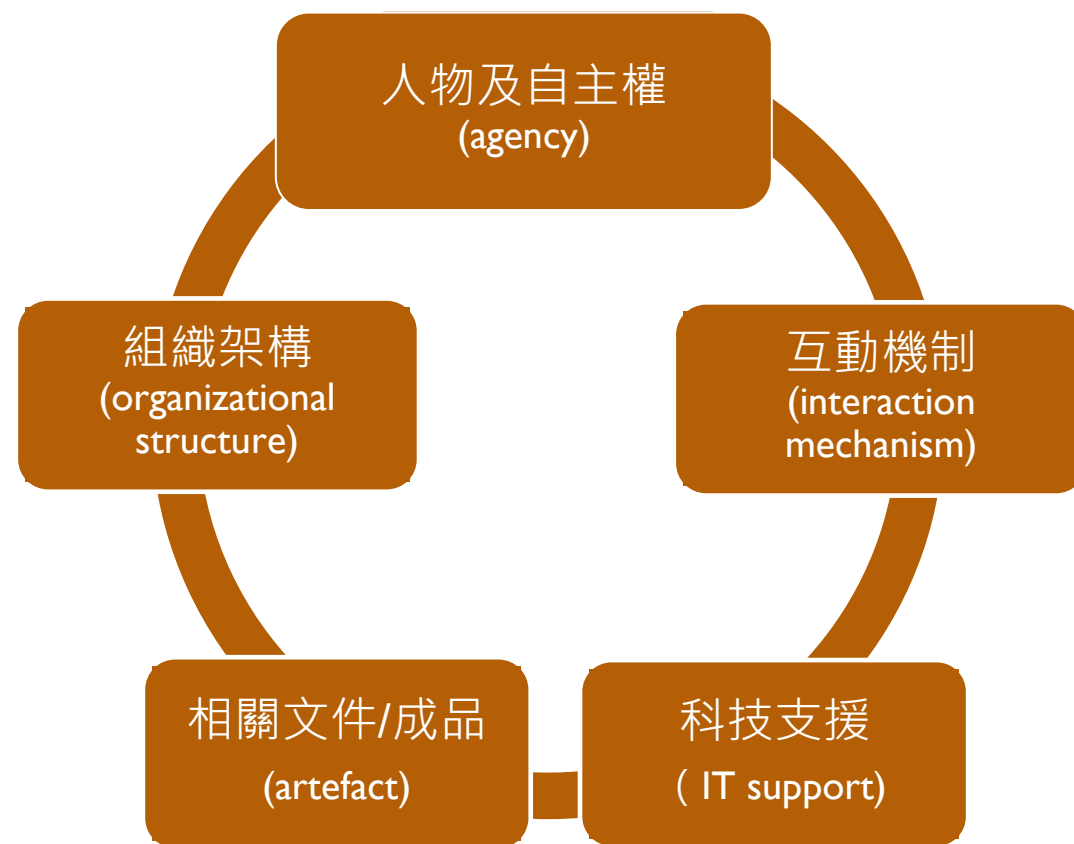 人物及自主權
(agency)
組織架構
(organizational
structure)
互動機制
(interaction
mechanism)
相關文件/成品
(artefact)
科技支援
( IT support)